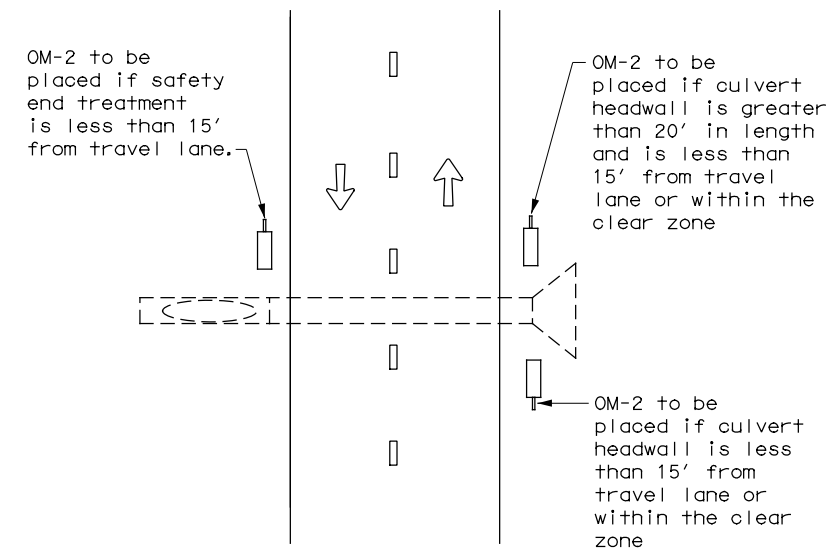 OM-2 to be
placed if safety
end treatment
is less than 15'
from travel lane.
OM-2 to be
placed if culvert
headwall is greater
than 20' in length
and is less than
15' from travel
lane or within the
clear zone
OM-2 to be
placed if culvert
headwall is less
than 15' from
travel lane or
within the clear
zone